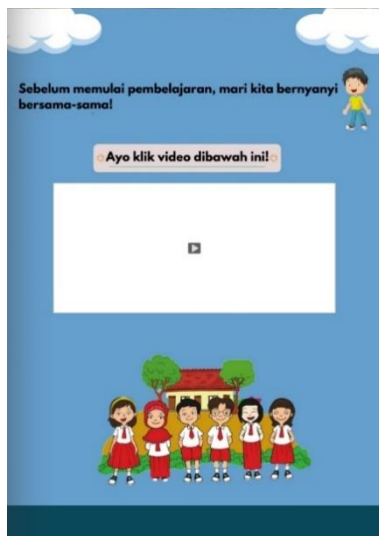 Sebelum memulai pembelajaran, mari kita bernyanyi
bersama-sama!
Ayo klik video dibawah ini!